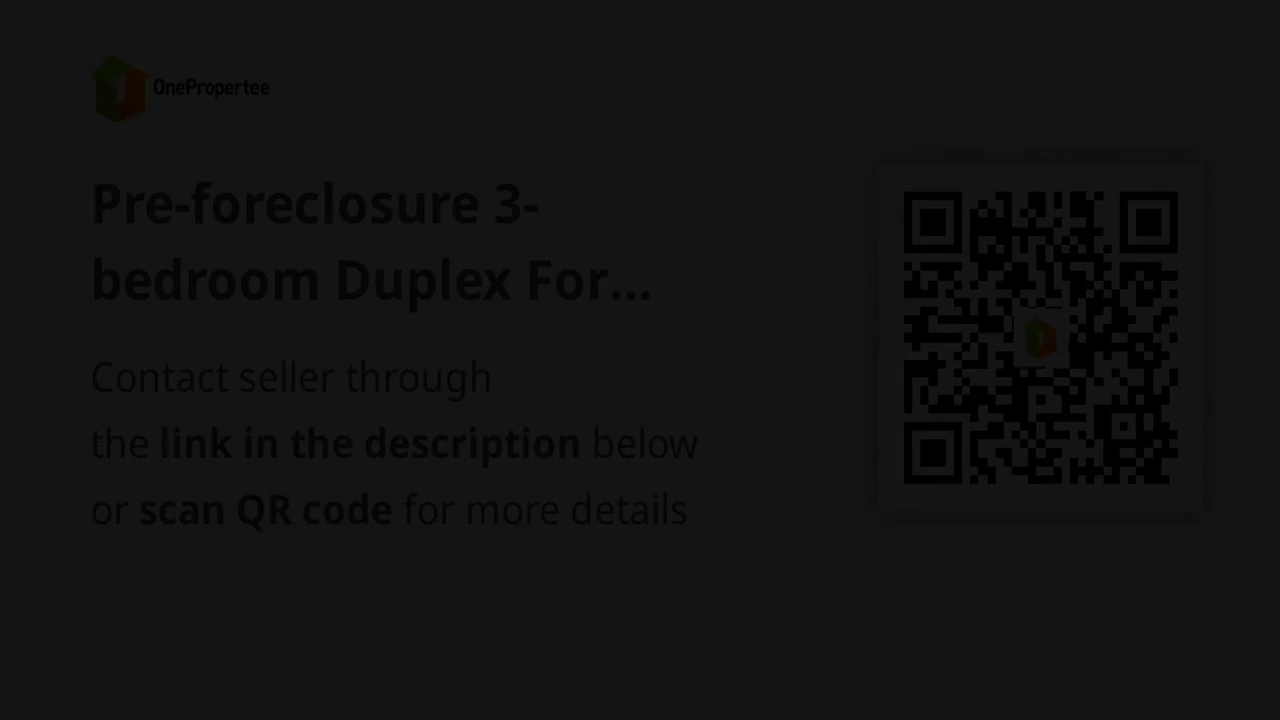 OnePropertee
Pre-foreclosure 3-
bedroom Duplex For...
Contact seller through
the link in the description below
or scan QR code for more details